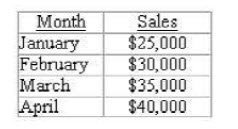 Month Sales
January $25,000
February $30,000
March $35,000
April $40,000